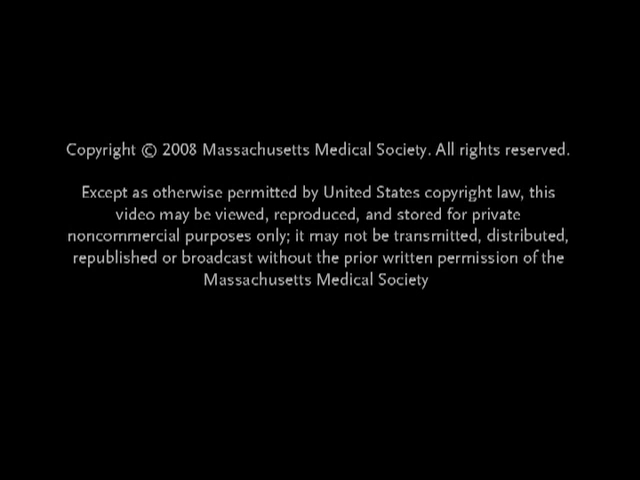 Copyright © 2008 Massachusetts Medical Society. All rights reserved.
Except as otherwise permitted by United States copyright law, this
video may be viewed, reproduced, and stored for private
noncommercial purposes only; it may not be transmitted, distributed,
republished or broadcast without the prior written permission of the
Massachusetts Medical Society